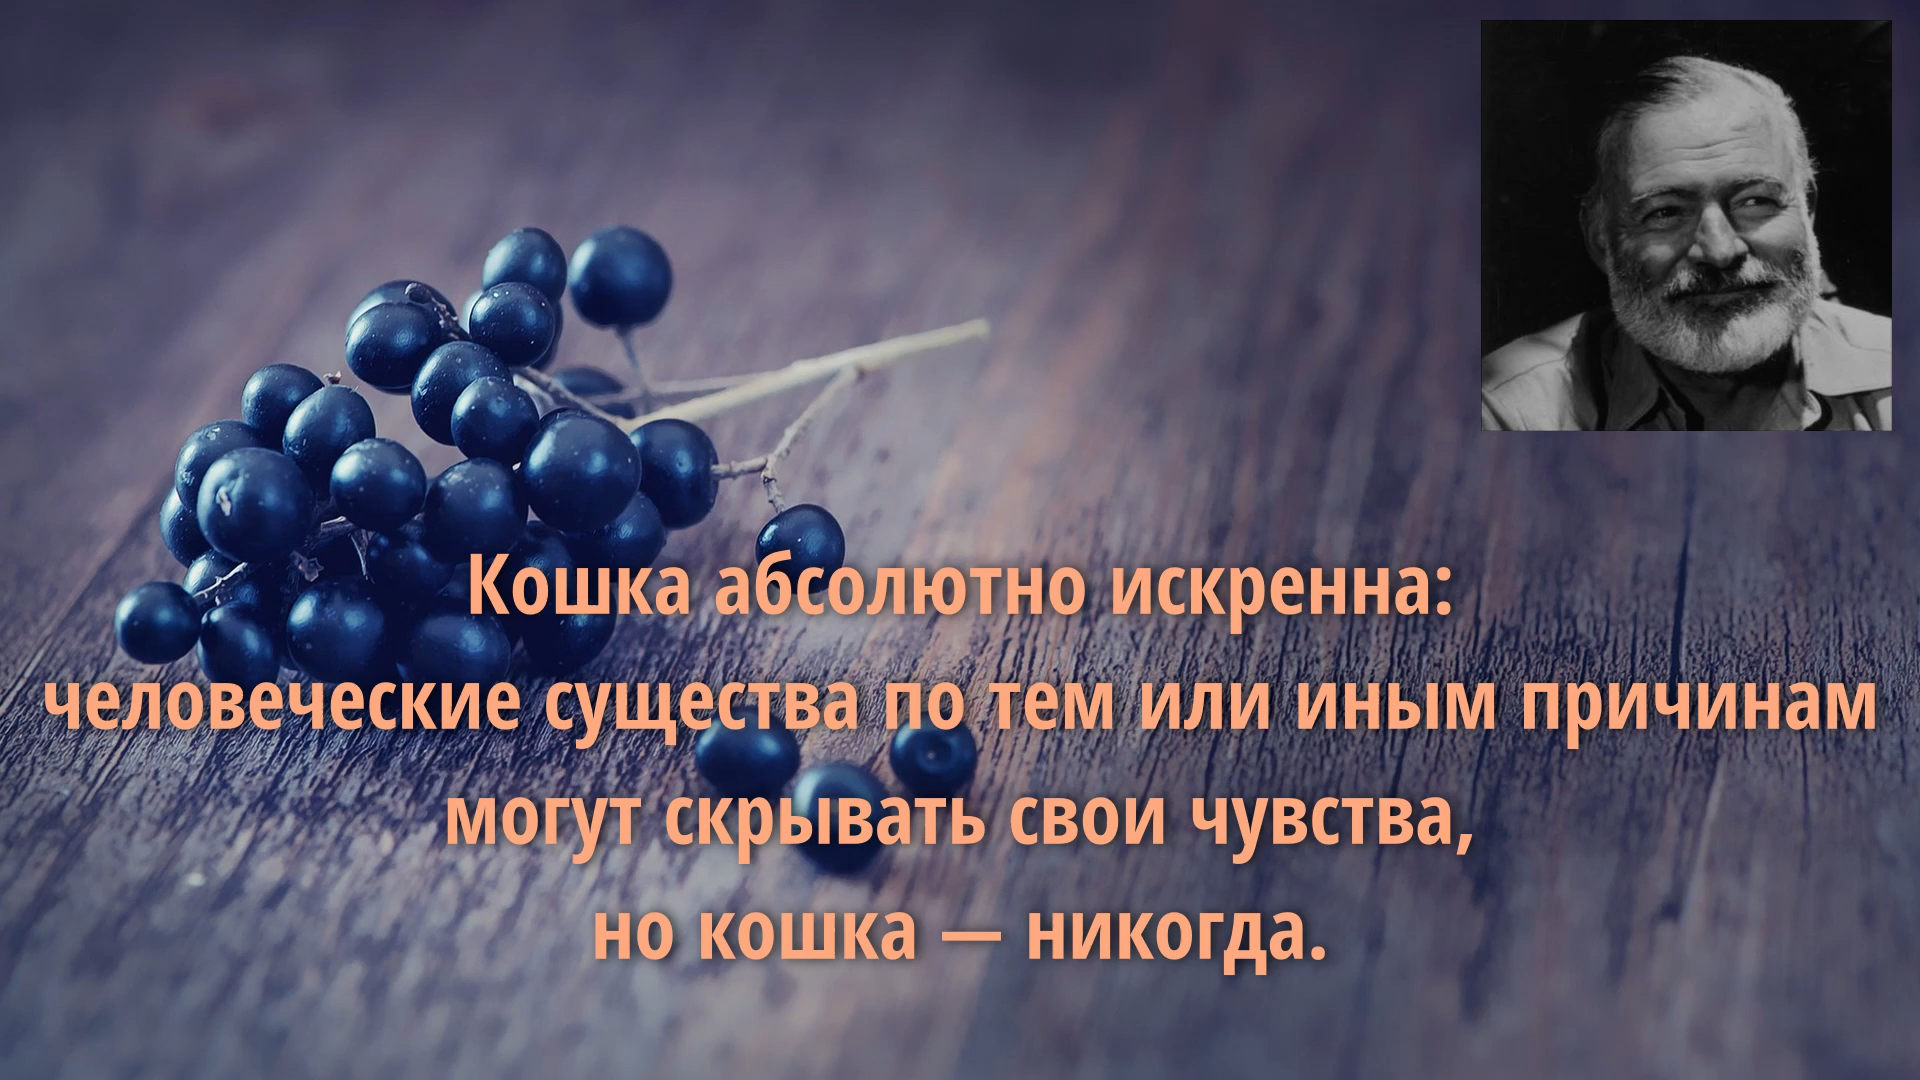 Кошка абсолютно искренна:
человеческие существа по тем или иным причинам
могут скрывать свои чувства,
но кошка — никогда.